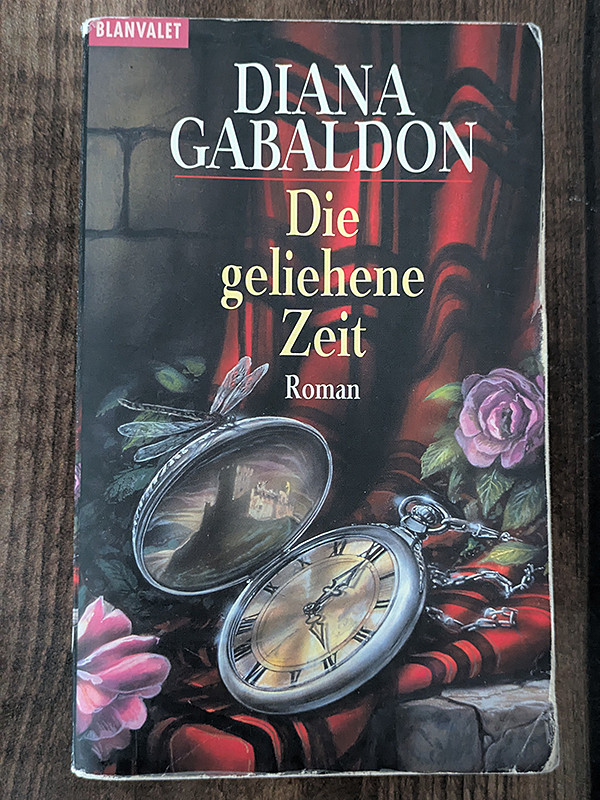 BLANVALET
DIANA
GABALDON
Die
geliehene
Zeit
Roman